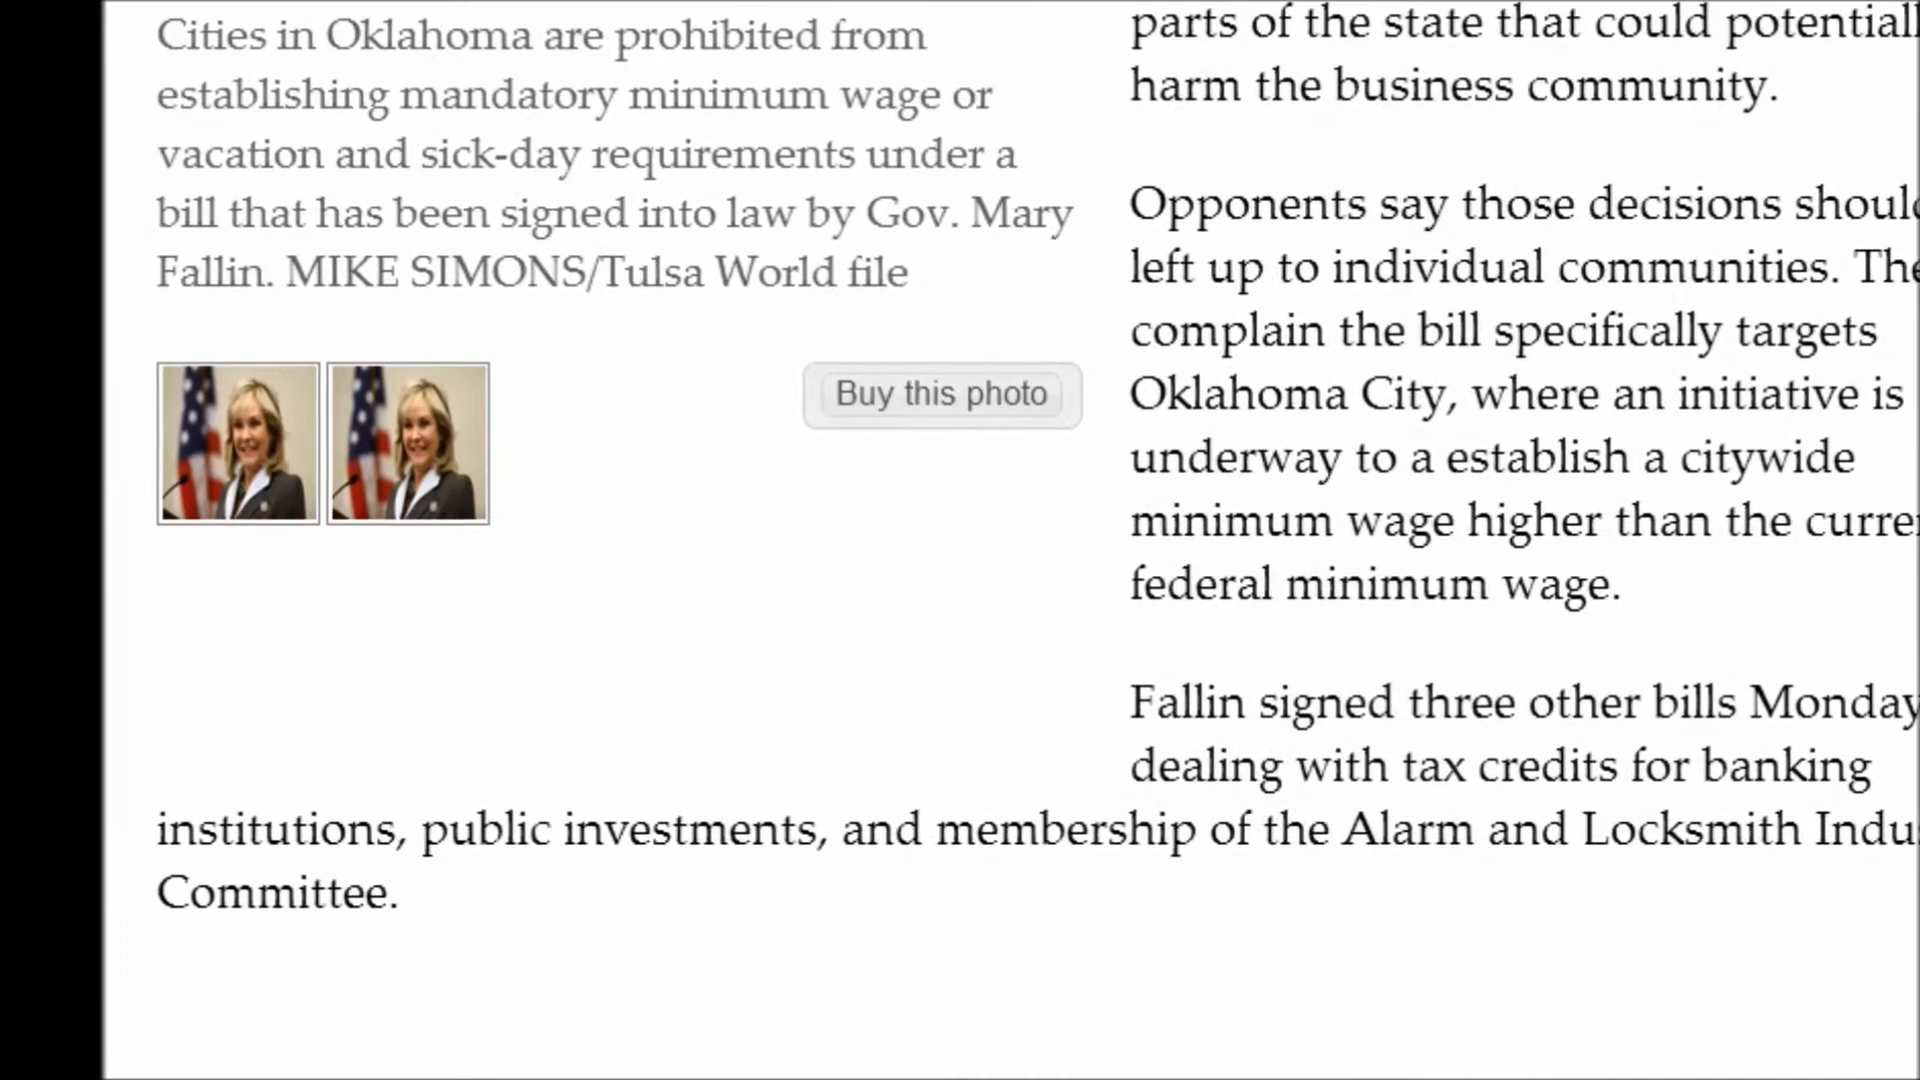 Cities in Oklahoma are prohibited from
establishing mandatory minimum wage or
vacation and sick-day requirements under a
bill that has been signed into law by Gov. Mary
Fallin. MIKE SIMONS/Tulsa World file
Buy this photo
parts of the state that could
harm the business community.
Opponents say those decisions
left up to individual communities.
complain the bill specifically targets
Oklahoma City, where an initiative is
underway to a establish a citywide
minimum wage higher than the
federal minimum wage.
Fallin signed three other bills Monday
dealing with tax credits for banking
institutions, public investments, and membership of the Alarm and Locksmith
Committee.